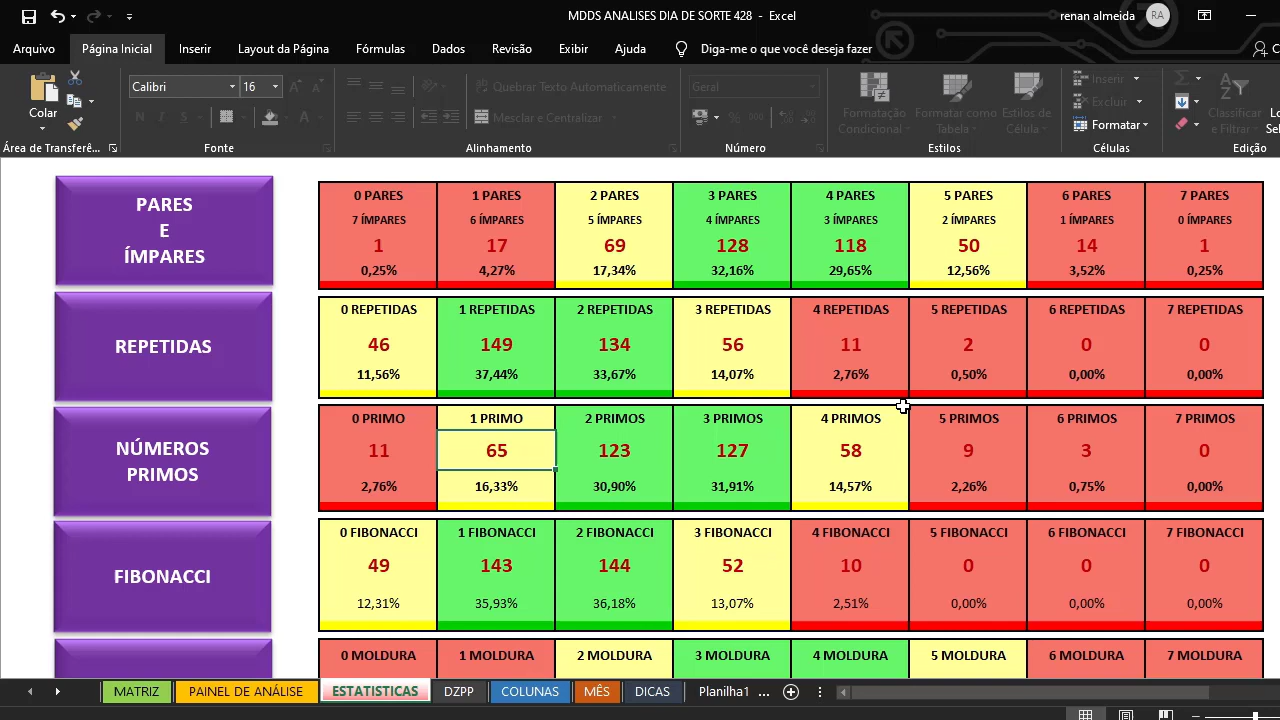 MDDS ANALISES DIA DE SORTE 428 - Excel
renan almeida
RA
Arquivo
Página Inicial
Inserir
Layout da Página
Fórmulas
Dados
Revisão
Exibir
Ajuda
Diga-me o que você deseja fazer
Colar
Calibri
16
Quebrar Texto Automaticamente
Mesclar e Centralizar
Geral
% 000
Formatação Condicional
Formatar como Tabela
Estilos de Célula
Inserir
Excluir
Formatar
Classificar e Filtrar
Área de Transferê...
Fonte
Alinhamento
Número
Estilos
Células
Edição
PARES
E
ÍMPARES
0 PARES 1 PARES 2 PARES 3 PARES 4 PARES 5 PARES 6 PARES 7 PARES
7 ÍMPARES 6 ÍMPARES 5 ÍMPARES 4 ÍMPARES 3 ÍMPARES 2 ÍMPARES 1 ÍMPARES 0 ÍMPARES
1 17 69 128 118 50 14 1
0,25% 4,27% 17,34% 32,16% 29,65% 12,56% 3,52% 0,25%
REPETIDAS
0 REPETIDAS 1 REPETIDAS 2 REPETIDAS 3 REPETIDAS 4 REPETIDAS 5 REPETIDAS 6 REPETIDAS 7 REPETIDAS
46 149 134 56 11 2 0 0
11,56% 37,44% 33,67% 14,07% 2,76% 0,50% 0,00% 0,00%
NÚMEROS
PRIMOS
0 PRIMO 1 PRIMO 2 PRIMOS 3 PRIMOS 4 PRIMOS 5 PRIMOS 6 PRIMOS 7 PRIMOS
11 65 123 127 58 9 3 0
2,76% 16,33% 30,90% 31,91% 14,57% 2,26% 0,75% 0,00%
FIBONACCI
0 FIBONACCI 1 FIBONACCI 2 FIBONACCI 3 FIBONACCI 4 FIBONACCI 5 FIBONACCI 6 FIBONACCI 7 FIBONACCI
49 143 144 52 10 0 0 0
12,31% 35,93% 36,18% 13,07% 2,51% 0,00% 0,00% 0,00%
0 MOLDURA 1 MOLDURA 2 MOLDURA 3 MOLDURA 4 MOLDURA 5 MOLDURA 6 MOLDURA 7 MOLDURA
MATRIZ
PAINEL DE ANÁLISE
ESTATISTICAS
DZPP
COLUNAS
MÊS
DICAS
Planilha1 ...